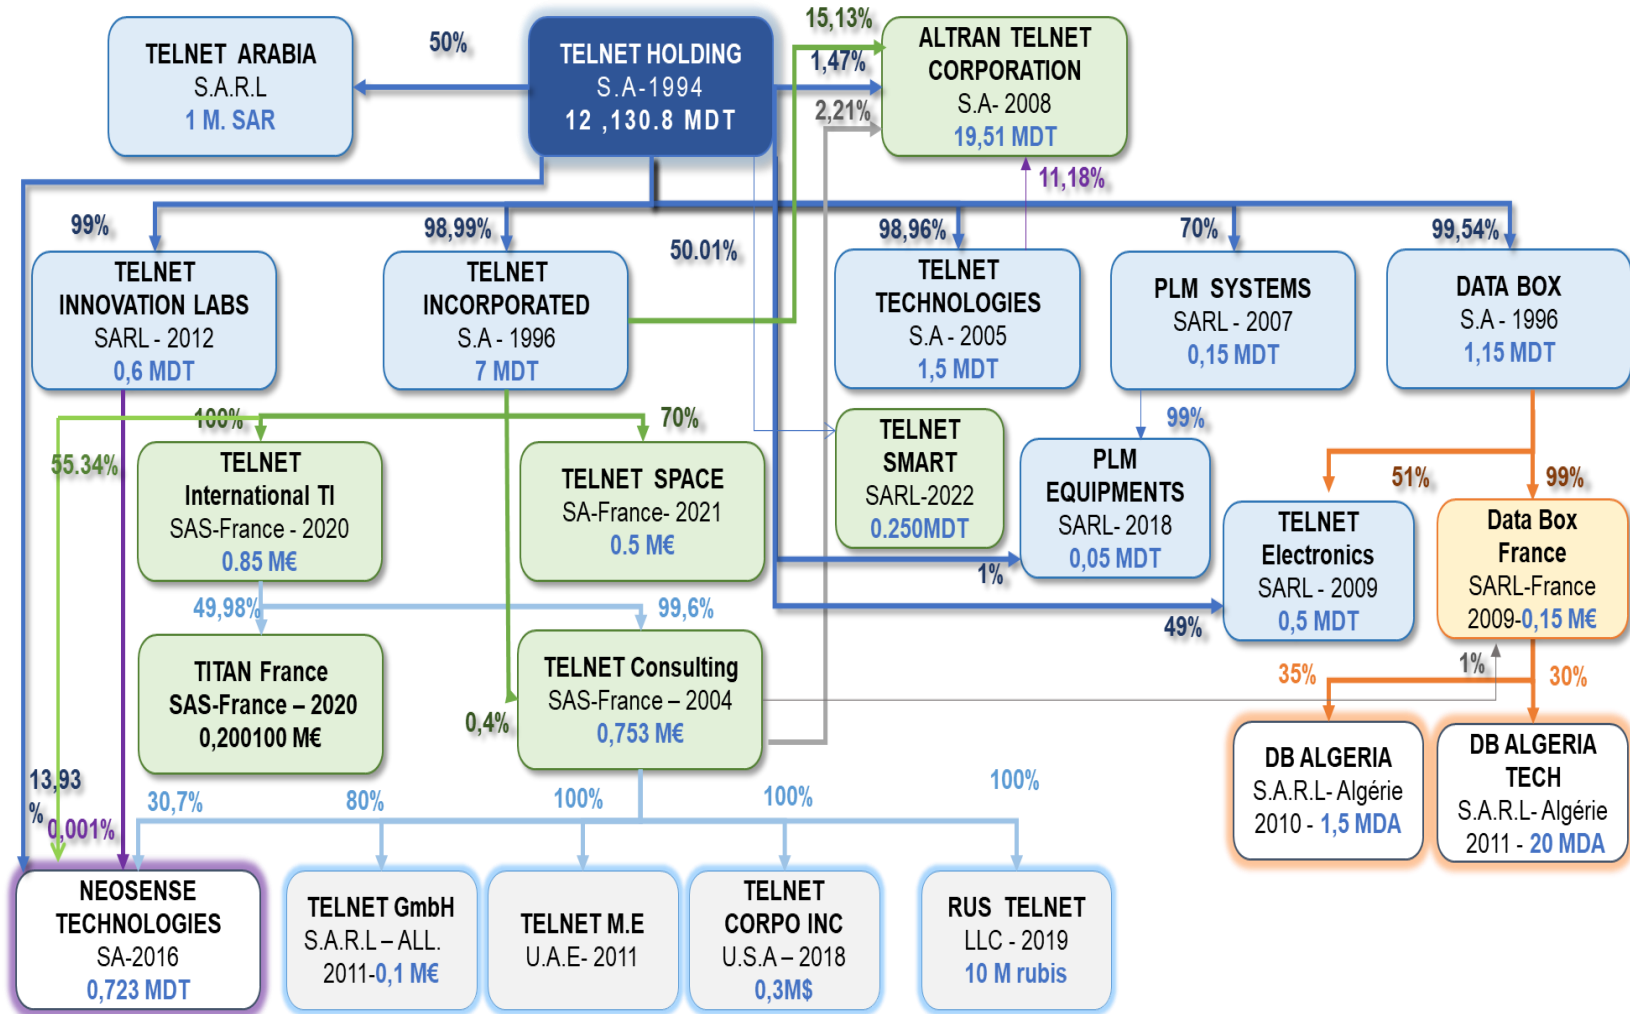 TELNET ARABIA
S.A.R.L
1 M. SAR
50%
TELNET HOLDING
S.A-1994
12 ,130.8 MDT
15,13%
1,47%
2,21%
ALTRAN TELNET
CORPORATION
S.A- 2008
19,51 MDT
11,18%
99%
98,99%
50.01%
98,96%
70%
99,54%
TELNET
INNOVATION LABS
SARL - 2012
0,6 MDT
TELNET
INCORPORATED
S.A - 1996
7 MDT
TELNET
TECHNOLOGIES
S.A - 2005
1,5 MDT
PLM SYSTEMS
SARL - 2007
0,15 MDT
DATA BOX
S.A - 1996
1,15 MDT
100%
70%
99%
55.34%
51%
99%
TELNET
International TI
SAS-France - 2020
0.85 M€
TELNET SPACE
SA-France- 2021
0.5 M€
TELNET
SMART
SARL-2022
0.250MDT
PLM
EQUIPMENTS
SARL- 2018
0,05 MDT
1%
TELNET
Electronics
SARL - 2009
0,5 MDT
49%
Data Box
France
SARL-France
2009-0,15 M€
49,98%
99,6%
TITAN France
SAS-France – 2020
0,200100 M€
TELNET Consulting
SAS-France – 2004
0,753 M€
0,4%
35%
1%
30%
DB ALGERIA
S.A.R.L- Algérie
2010 - 1,5 MDA
DB ALGERIA
TECH
S.A.R.L- Algérie
2011 - 20 MDA
13,93
%
0,001%
30,7%
80%
100%
100%
100%
NEOSENSE
TECHNOLOGIES
SA-2016
0,723 MDT
TELNET GmbH
S.A.R.L – ALL.
2011-0,1 M€
TELNET M.E
U.A.E- 2011
TELNET
CORPO INC
U.S.A – 2018
0,3M$
RUS TELNET
LLC - 2019
10 M rubis